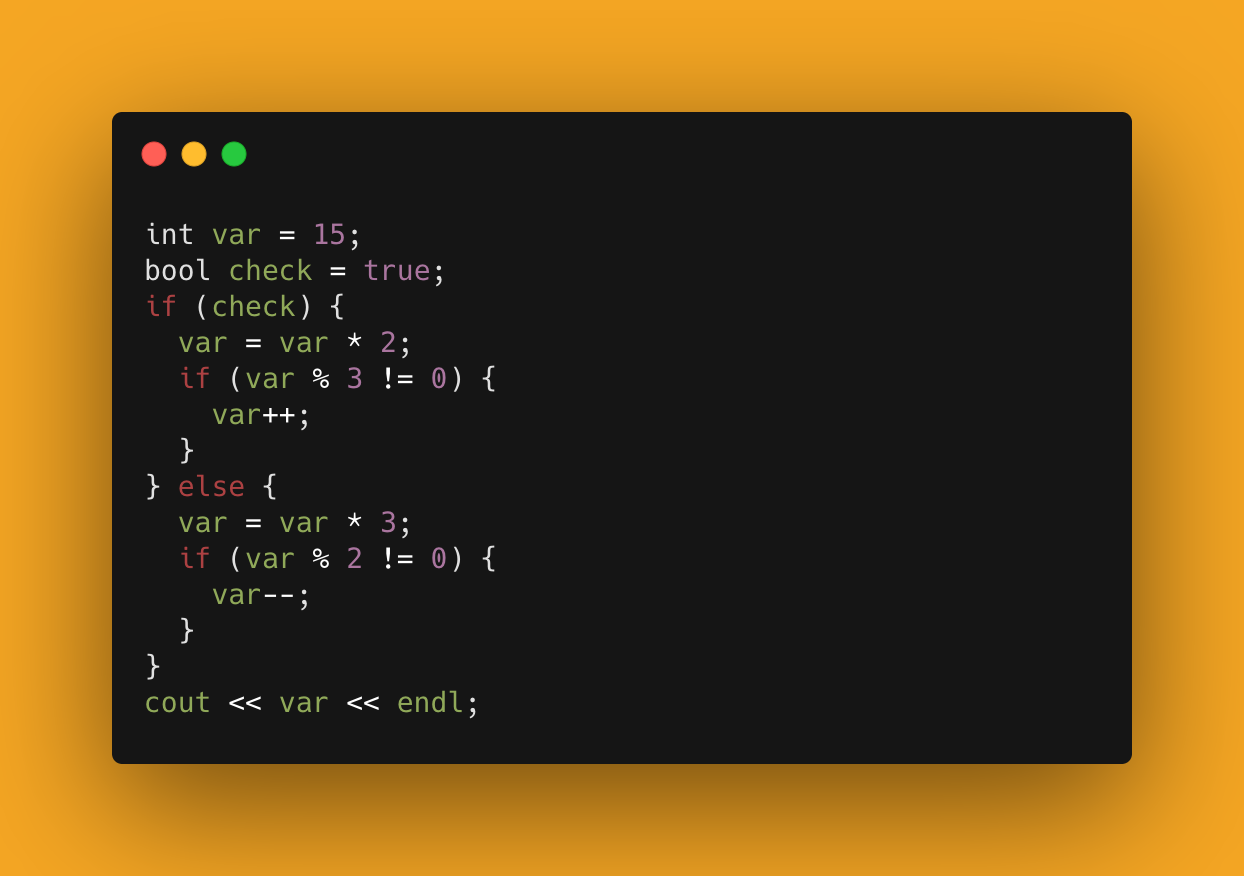 int var = 15;
bool check = true;
if (check) {
  var = var * 2;
  if (var % 3 != 0) {
    var++;
  }
} else {
  var = var * 3;
  if (var % 2 != 0) {
    var--;
  }
}
cout << var << endl;